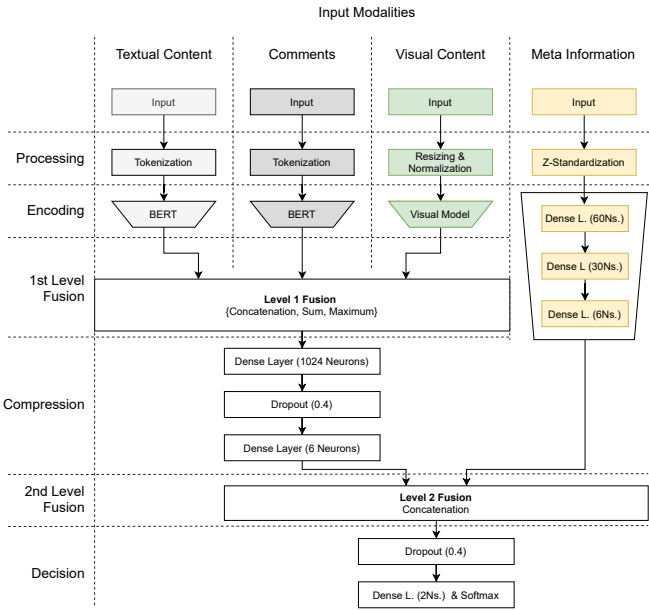 Input Modalities
Textual Content
Comments
Visual Content
Meta Information
Input
Input
Input
Input
Processing
Tokenization
Tokenization
Resizing &
Normalization
Z-Standardization
Encoding
BERT
BERT
Visual Model
Dense L. (60Ns.)
Dense L (30Ns.)
Dense L. (6Ns.)
1st Level
Fusion
Level 1 Fusion
{Concatenation, Sum, Maximum}
Compression
Dense Layer (1024 Neurons)
Dropout (0.4)
Dense Layer (6 Neurons)
2nd Level
Fusion
Level 2 Fusion
Concatenation
Decision
Dropout (0.4)
Dense L. (2Ns.) & Softmax